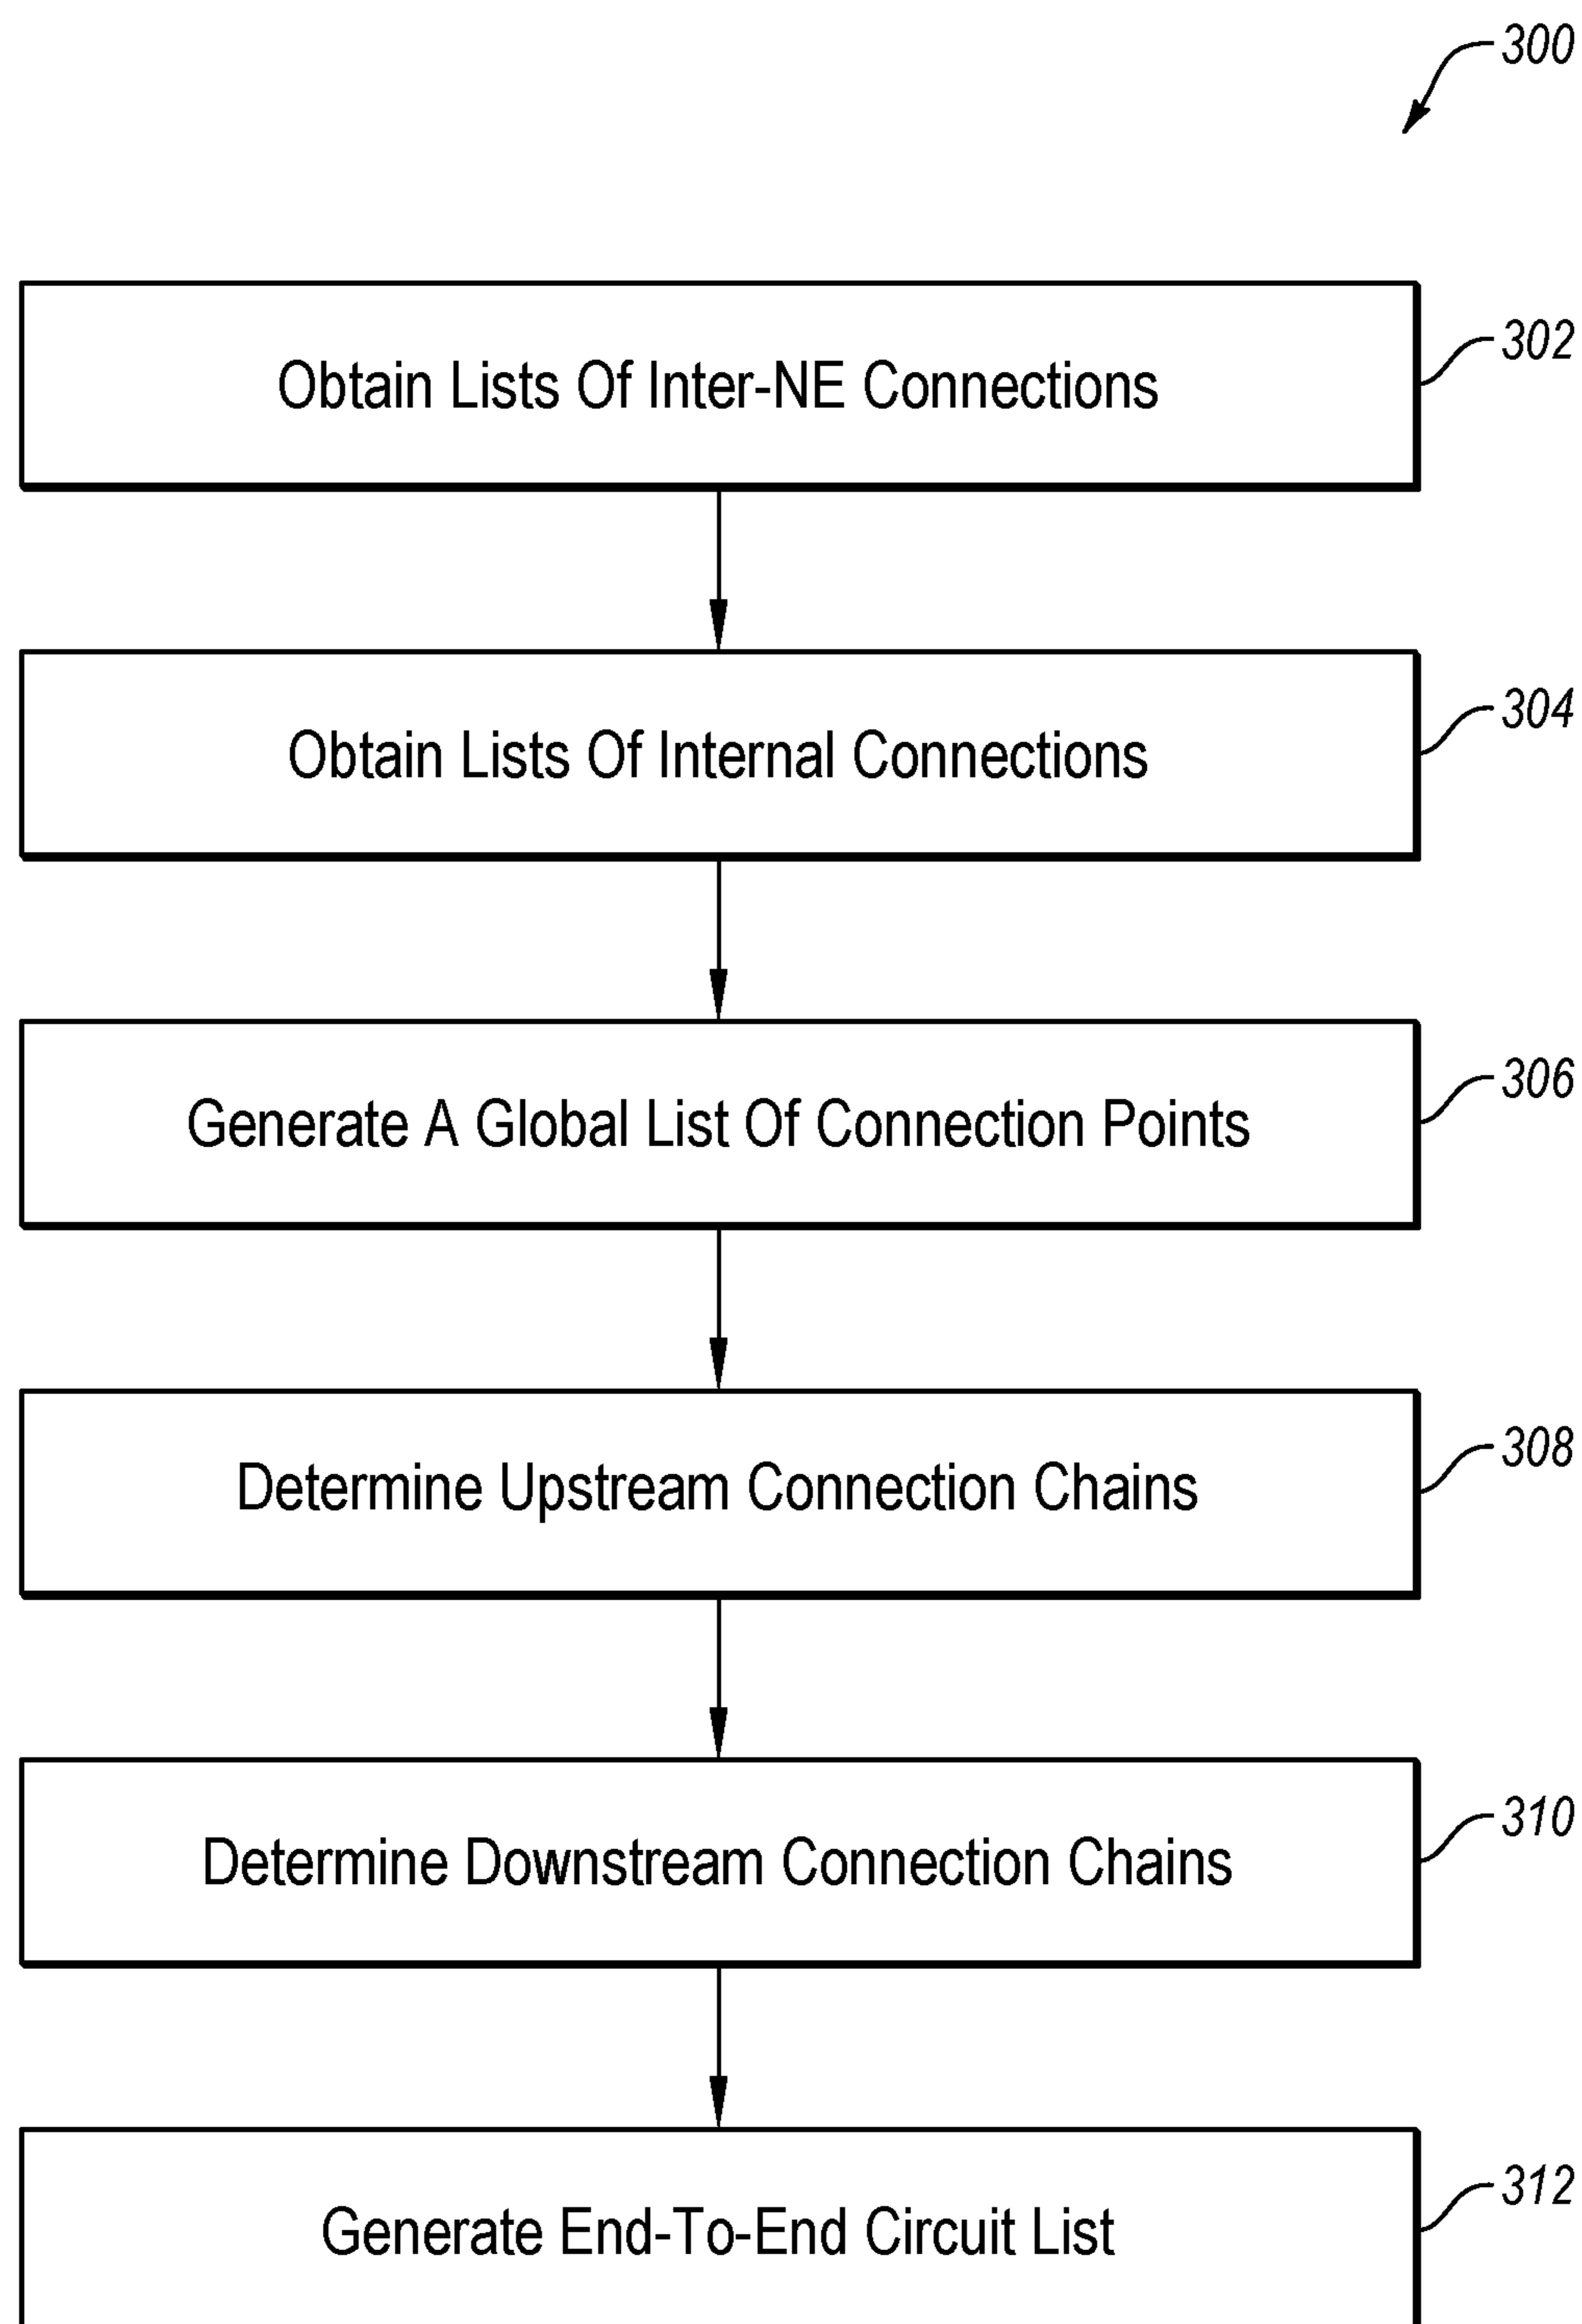 300
Obtain Lists Of Inter-NE Connections
302
Obtain Lists Of Internal Connections
304
Generate A Global List Of Connection Points
306
Determine Upstream Connection Chains
308
Determine Downstream Connection Chains
310
Generate End-To-End Circuit List
312